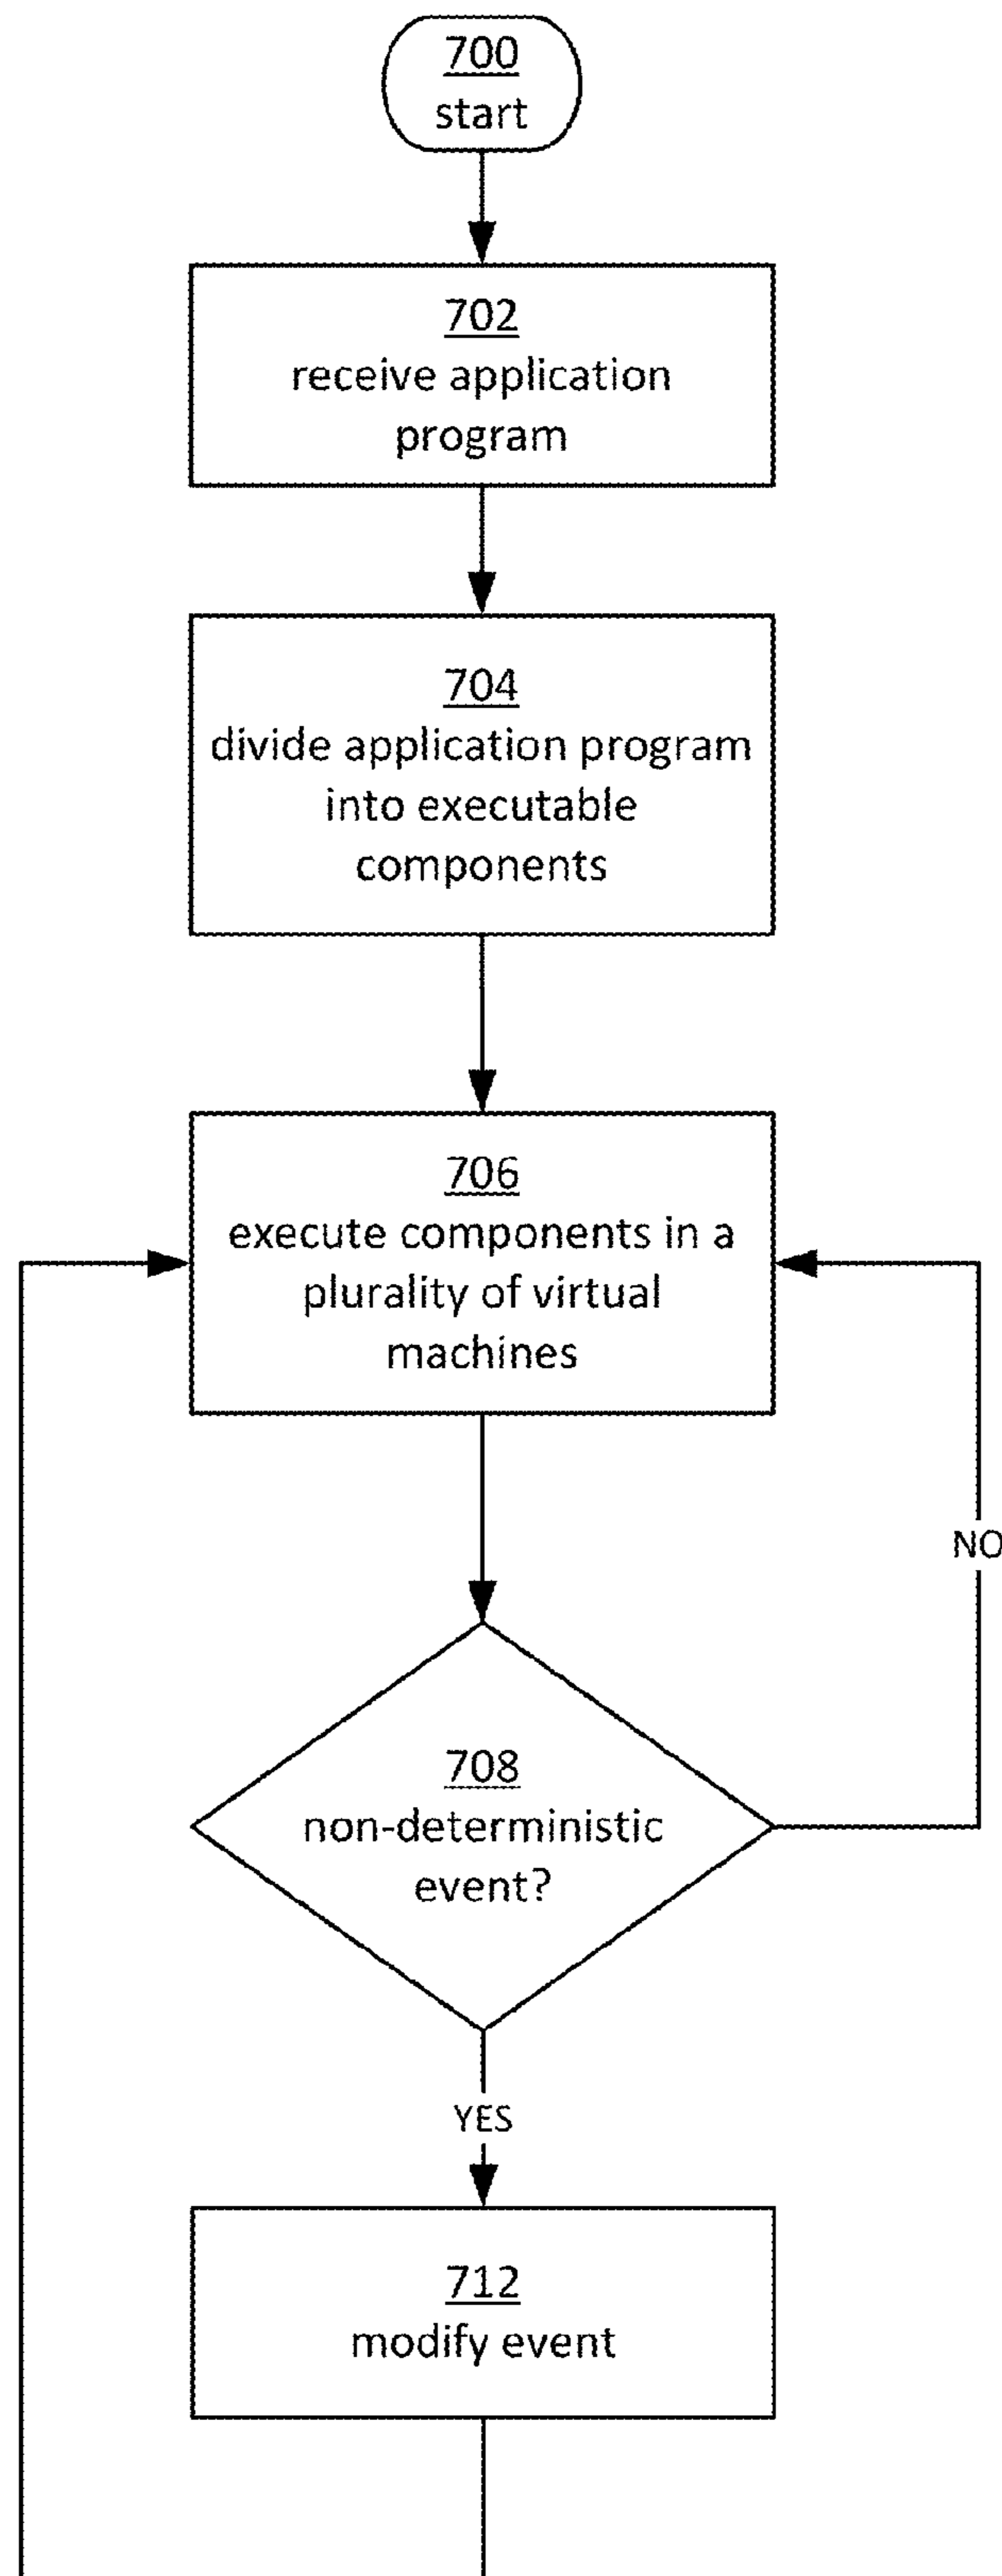 700
start
702
receive application
program
704
divide application program
into executable
components
706
execute components in a
plurality of virtual
machines
NO
708
non-deterministic
event?
YES
712
modify event